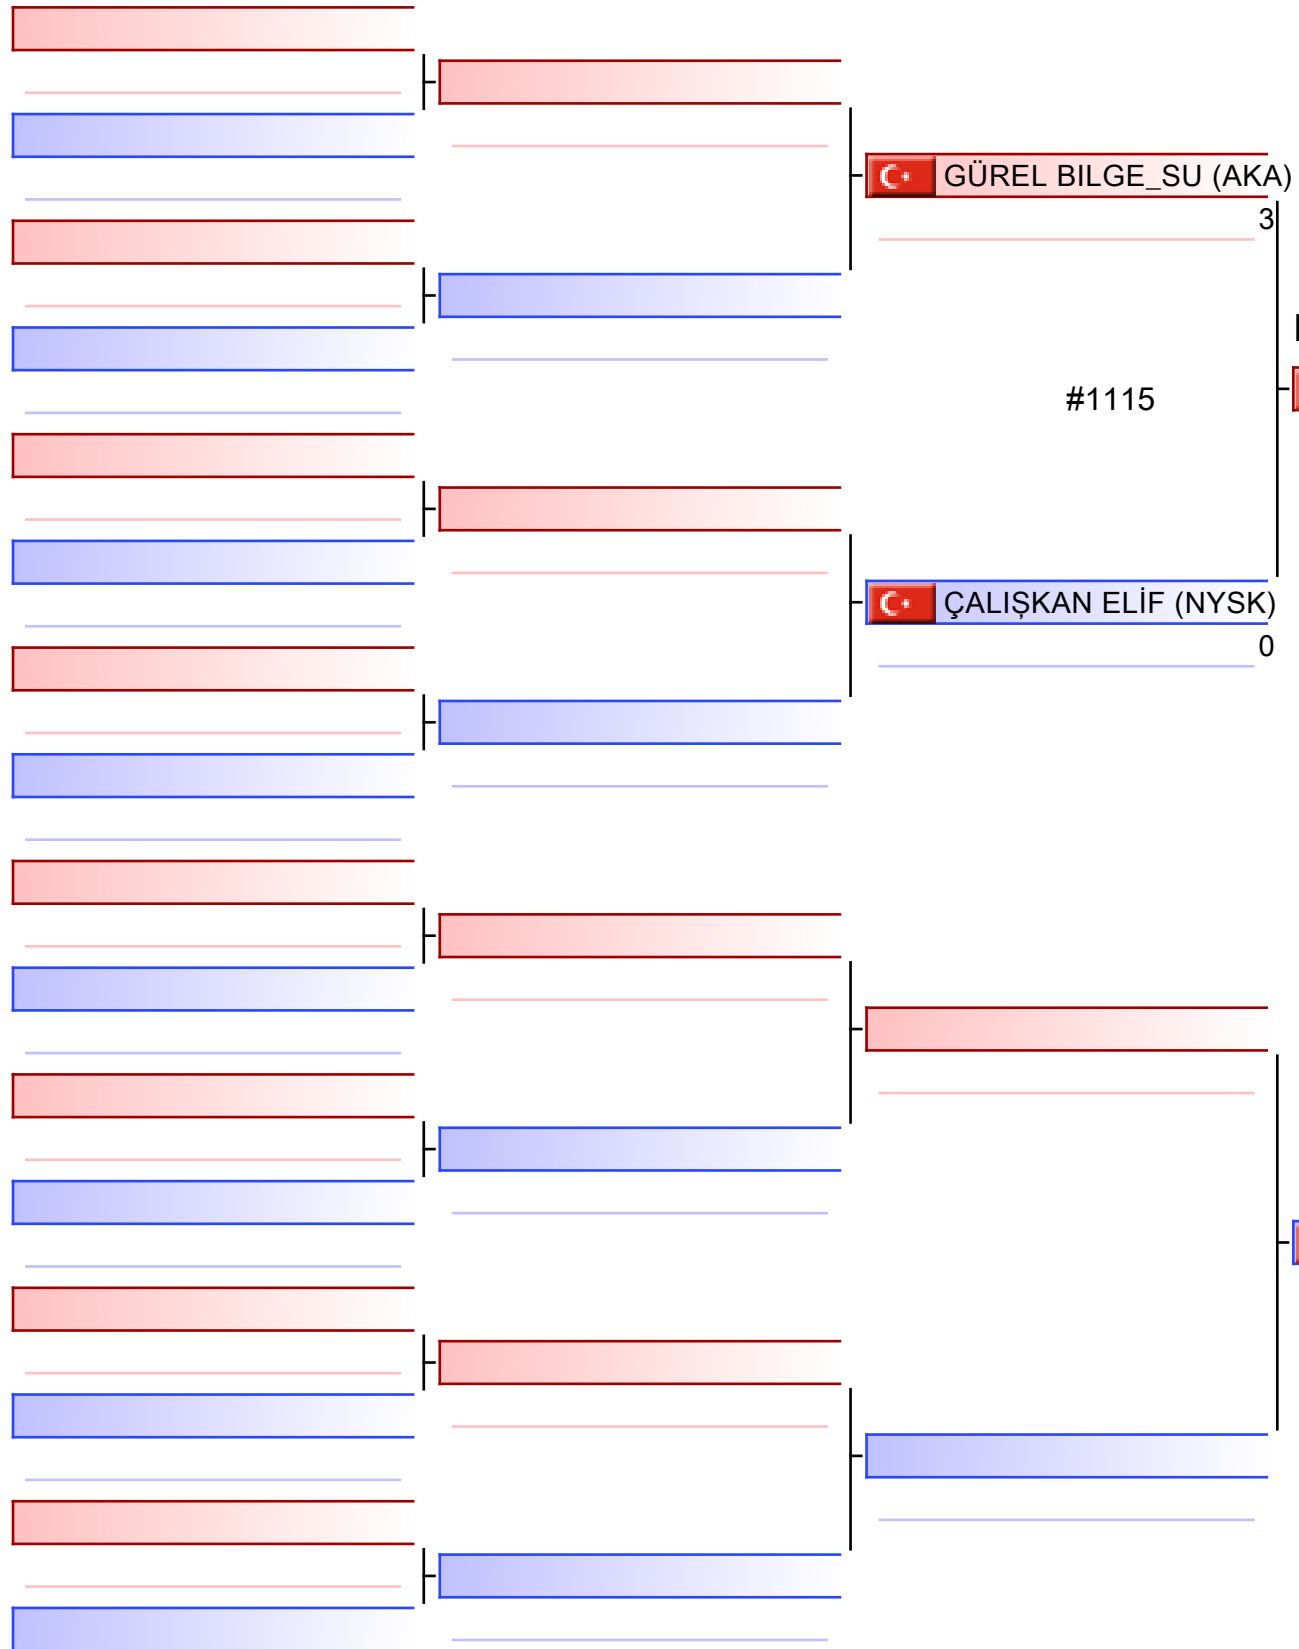 GÜREL BILGE_SU (AKA)
3
#1115
ÇALIŞKAN ELİF (NYSK)
0